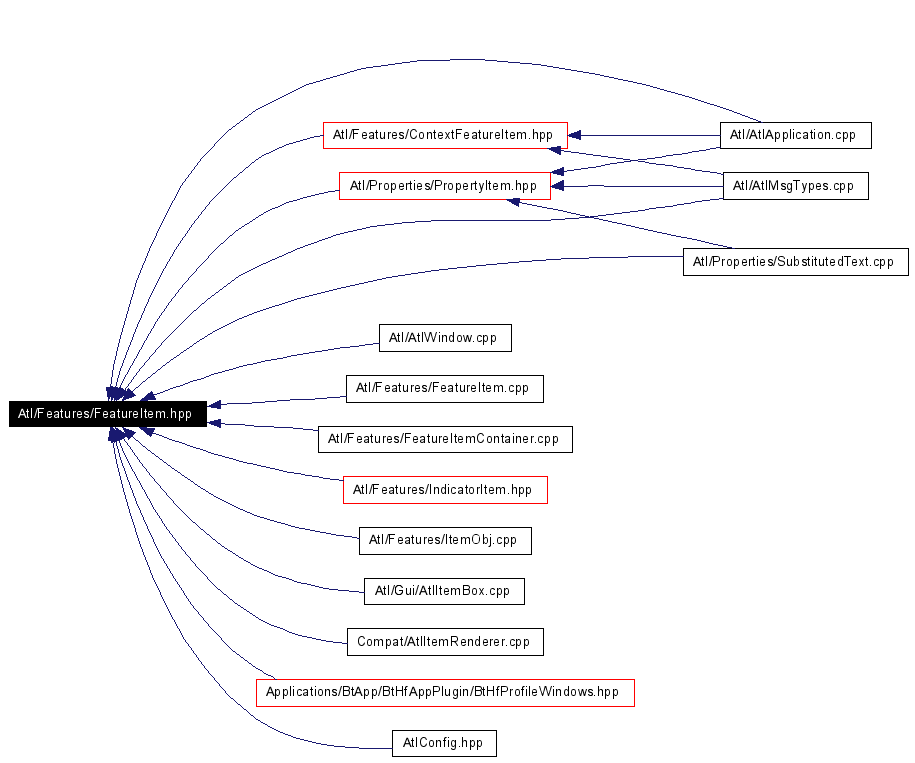 Atl/Features/ContextFeatureItem.hpp
Atl/AtlApplication.cpp
Atl/Properties/PropertyItem.hpp
Atl/AtlMsgTypes.cpp
Atl/Properties/SubstitutedText.cpp
Atl/AtlWindow.cpp
Atl/Features/FeatureItem.cpp
Atl/Features/FeatureItem.hpp
Atl/Features/FeatureItemContainer.cpp
Atl/Features/IndicatorItem.hpp
Atl/Features/ItemObj.cpp
Atl/Gui/AtlItemBox.cpp
Compat/AtlItemRenderer.cpp
Applications/BtApp/BtHfAppPlugin/BtHfProfileWindows.hpp
AtlConfig.hpp